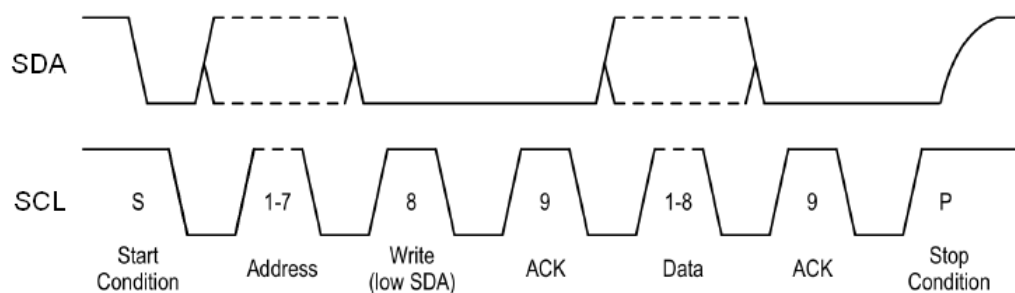 SDA
SCL
S
1-7
8
9
1-8
9
P
Start
Condition
Address
Write
(low SDA)
ACK
Data
ACK
Stop
Condition